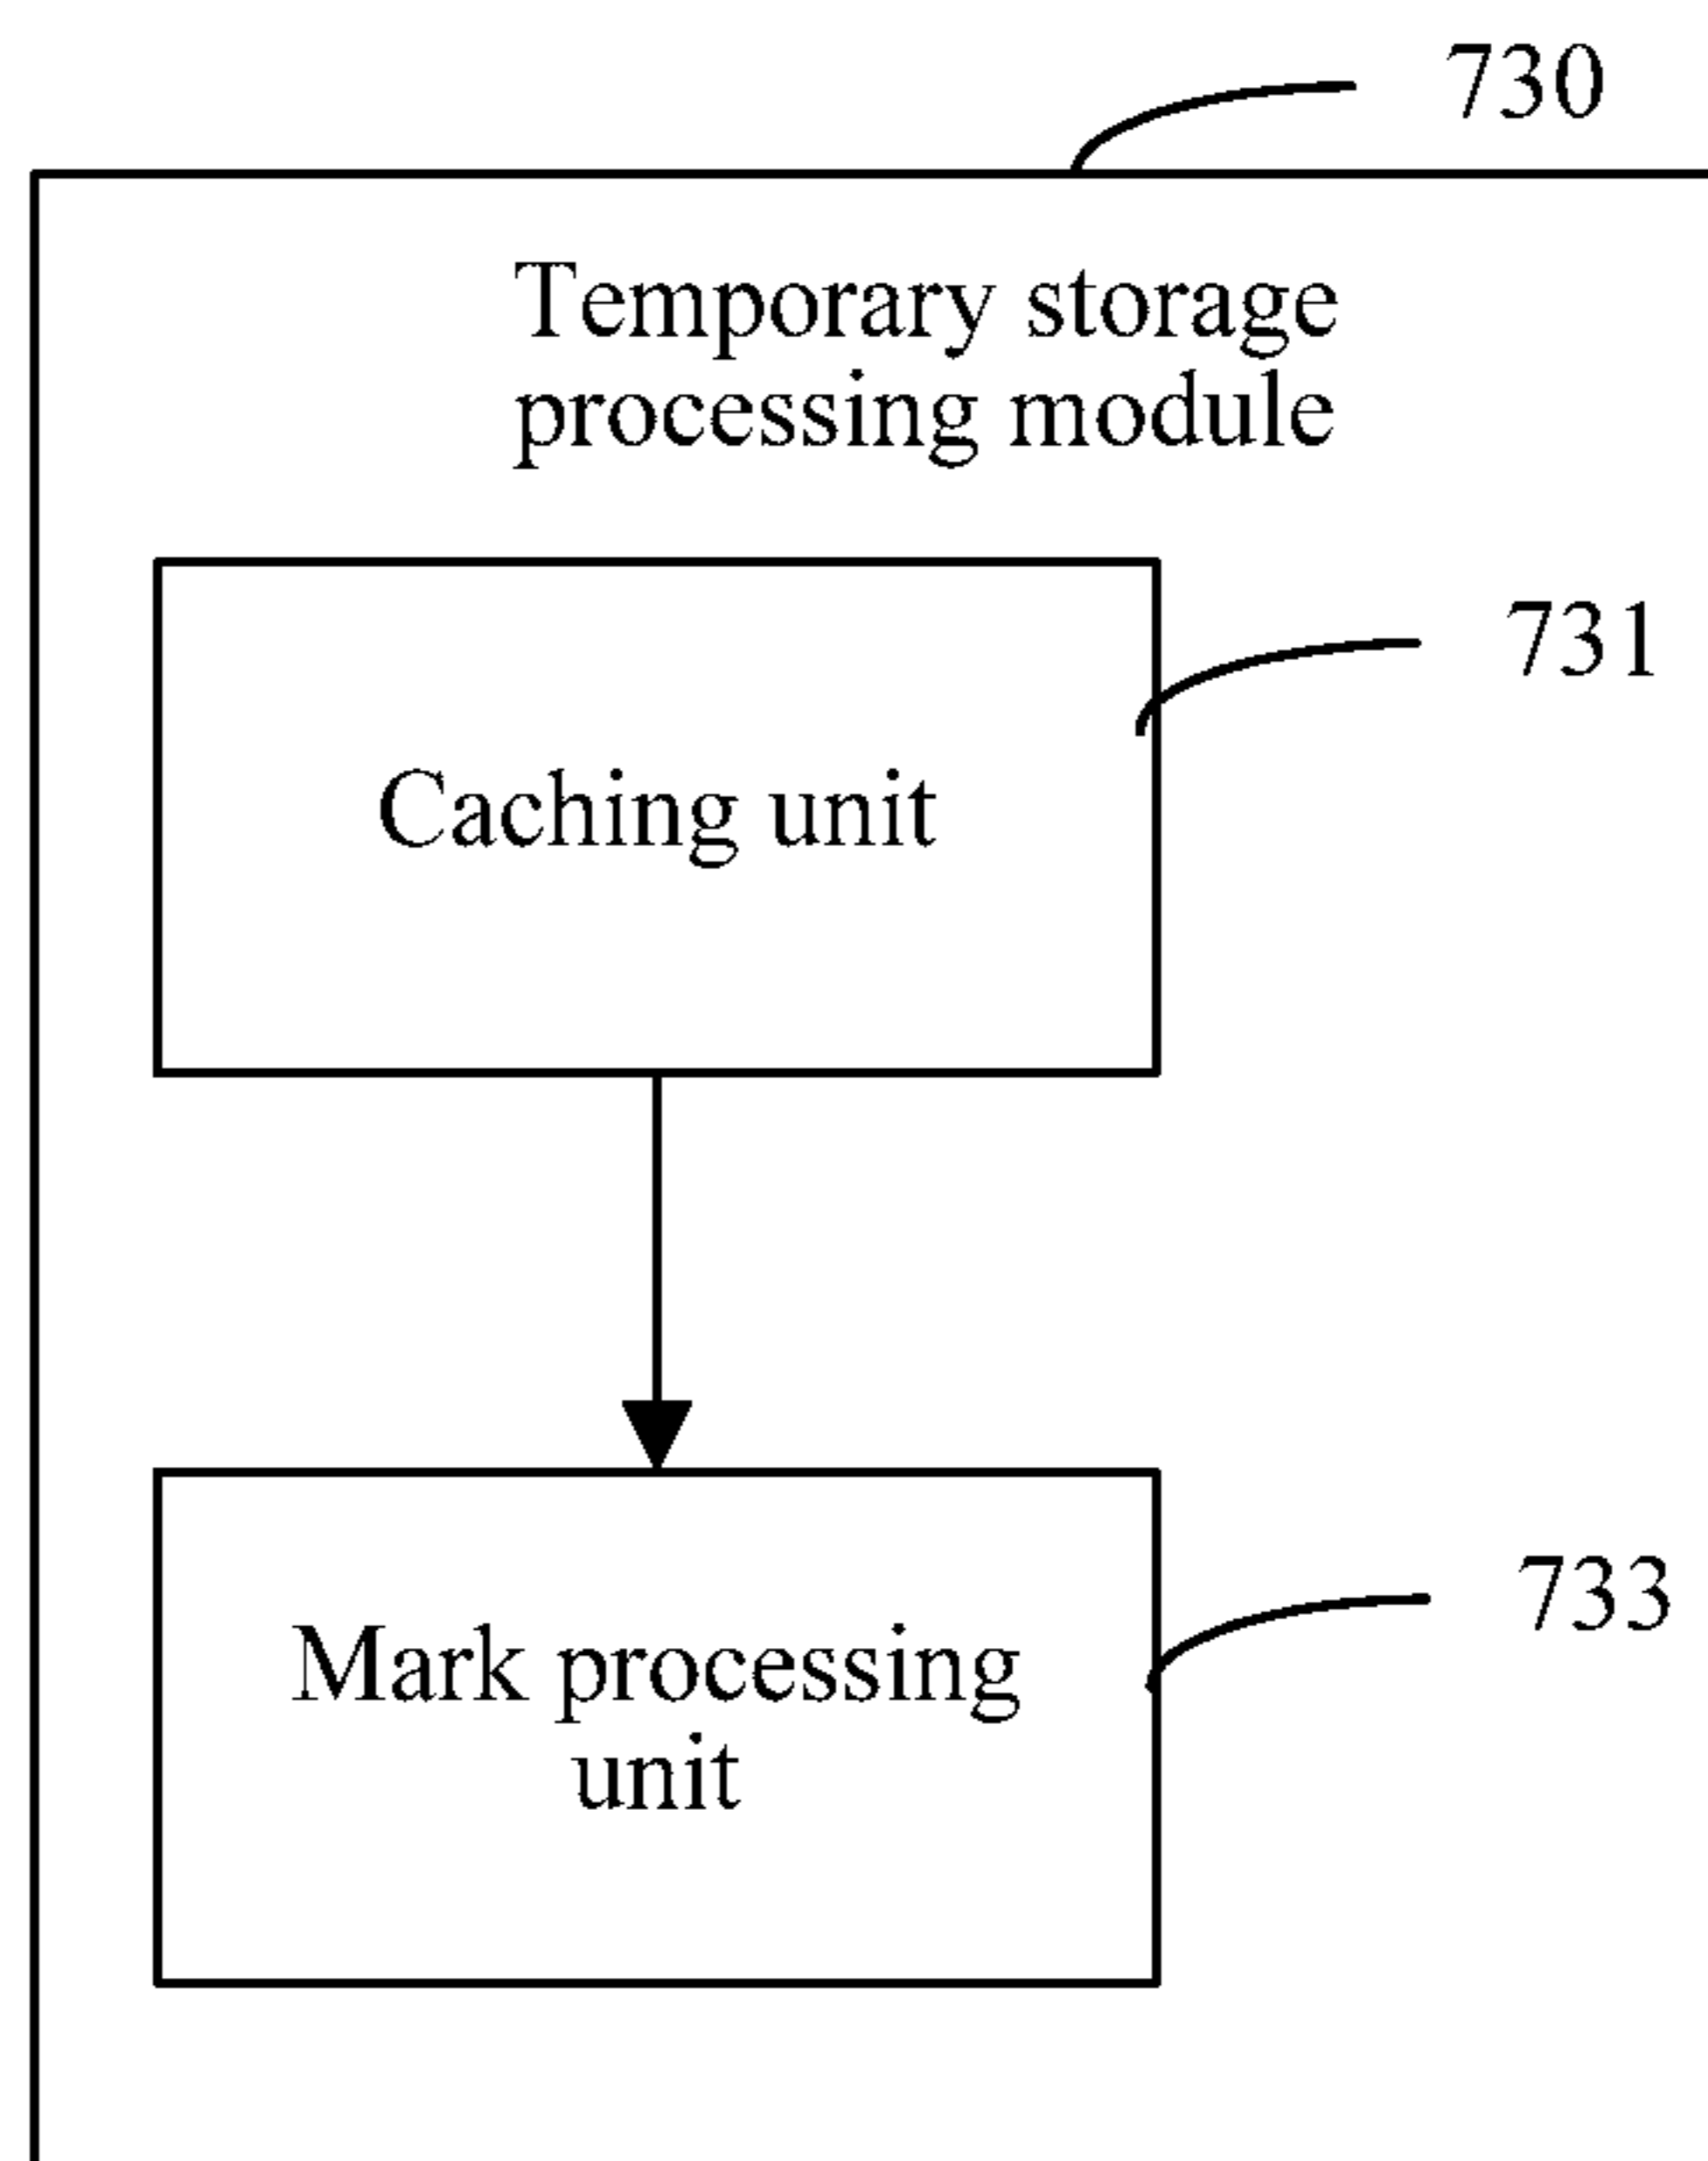 730
Temporary storage
processing module
731
Caching unit
733
Mark processing
unit